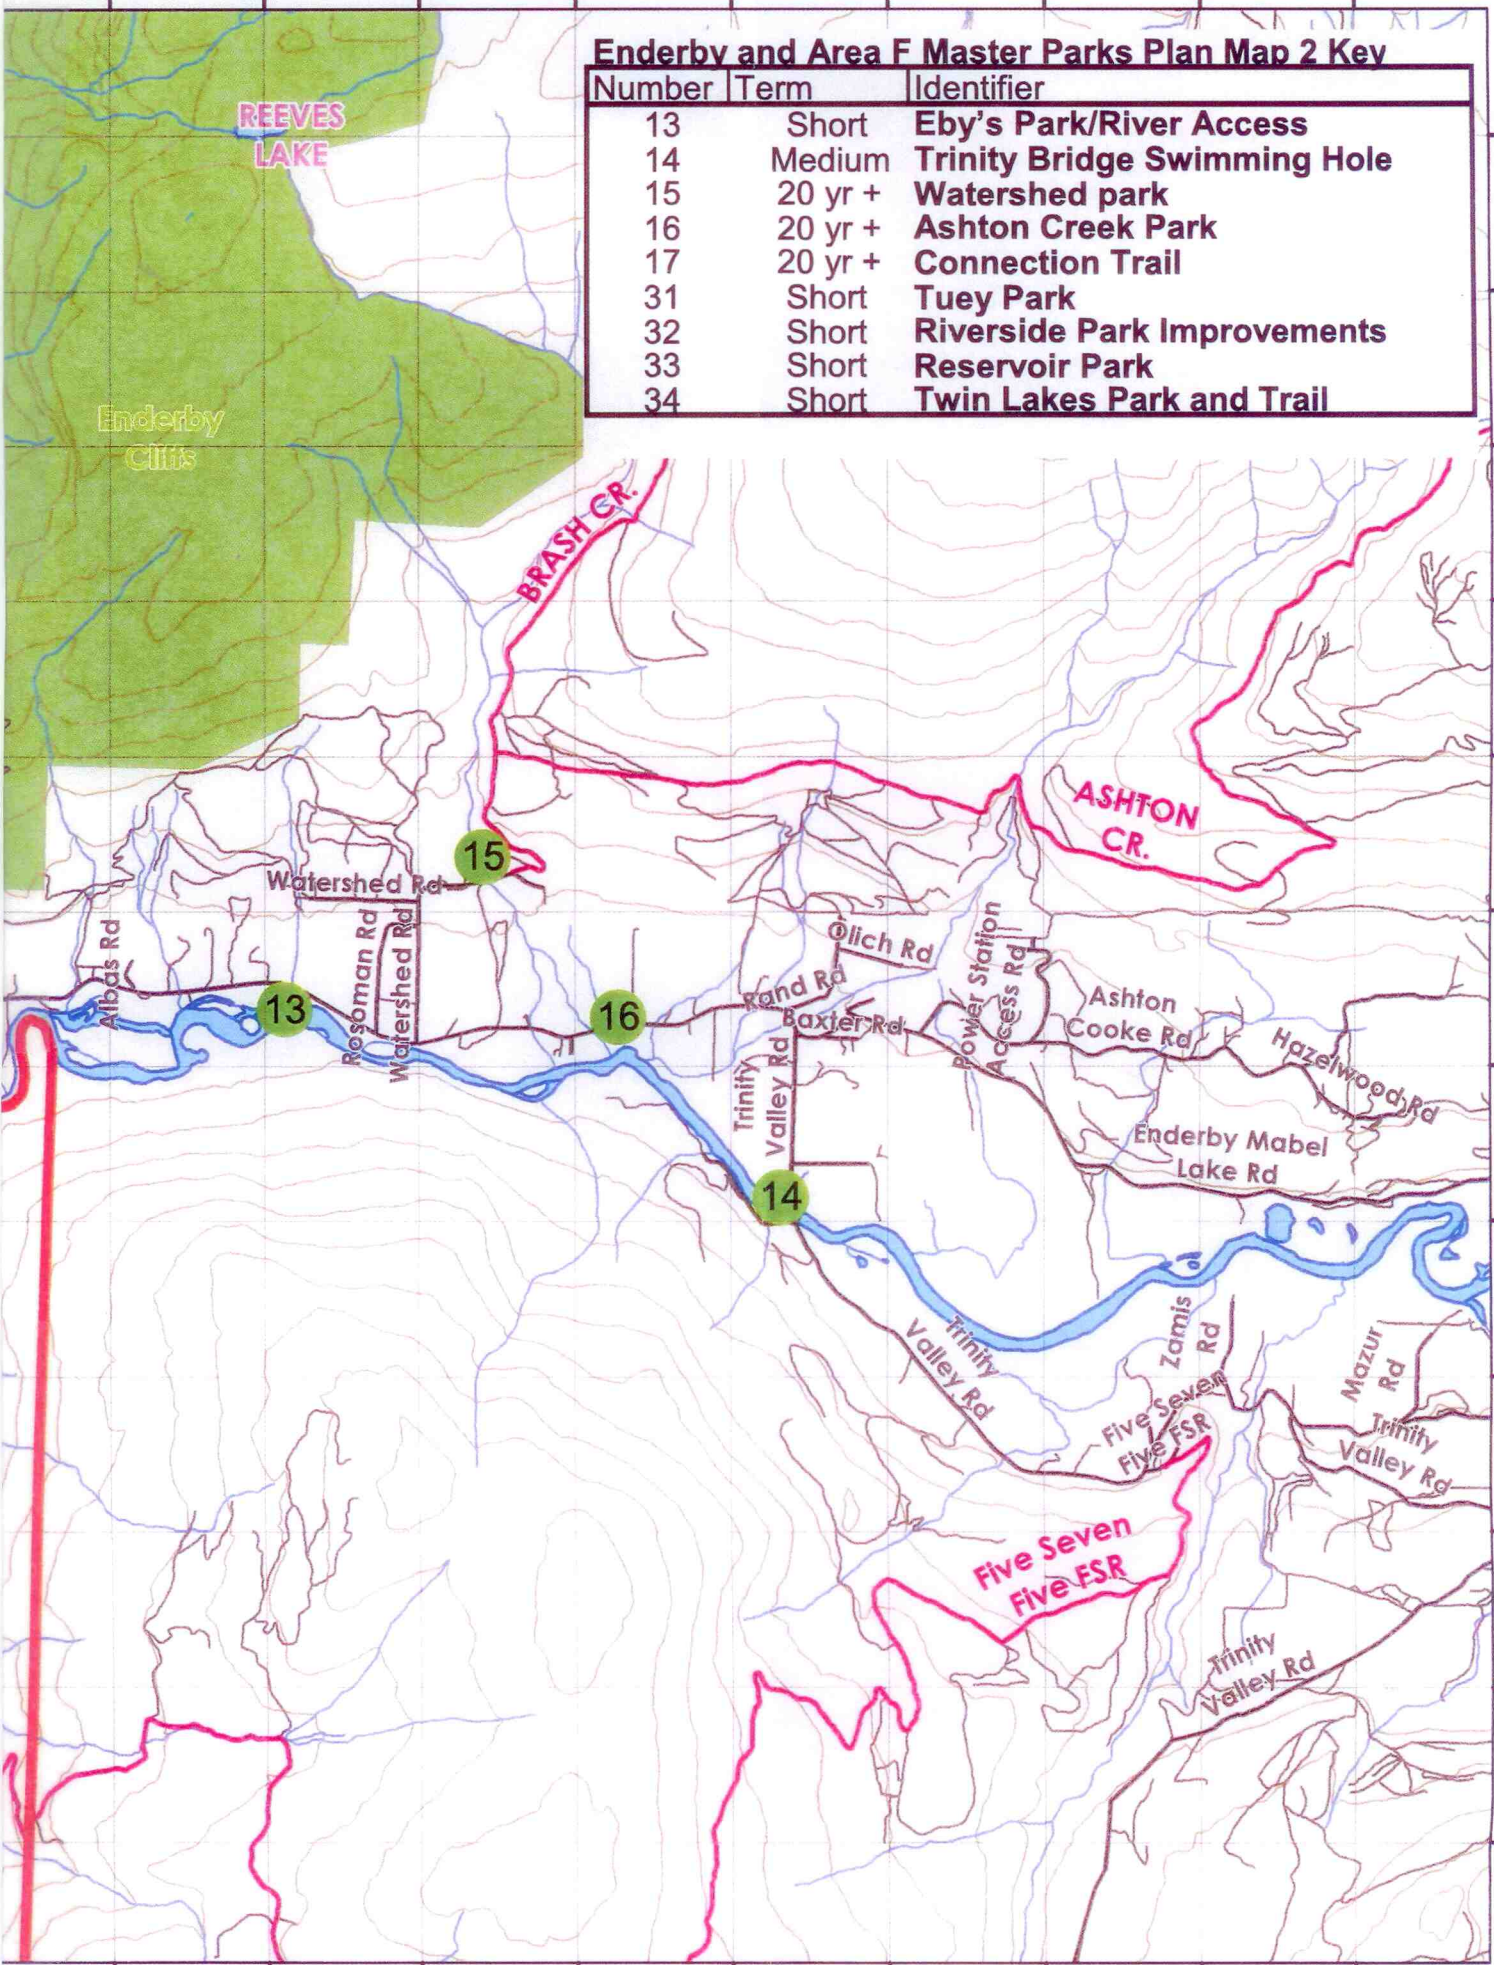 Enderby and Area F Master Parks Plan Map 2 Key
Number Term Identifier
13 Short Eby's Park/River Access
14 Medium Trinity Bridge Swimming Hole
15 20 yr + Watershed park
16 20 yr + Ashton Creek Park
17 20 yr + Connection Trail
31 Short Tuey Park
32 Short Riverside Park Improvements
33 Short Reservoir Park
34 Short Twin Lakes Park and Trail
REEVES
LAKE
Enderby
Cliffs
BRASH CR.
ASHTON
CR.
15
Watershed Rd
Albas Rd
Rosoman Rd
Watershed Rd
Olich Rd
Power Station
Access Rd
13
16
Rand Rd
Baxter Rd
Ashton
Cooke Rd
Hazelwood Rd
Trinity
Valley Rd
Enderby Mabel
Lake Rd
14
Trinity
Valley Rd
Zamis
Rd
Mazur
Rd
Five Seven
Five FSR
Trinity
Valley Rd
Five Seven
Five FSR
Trinity
Valley Rd